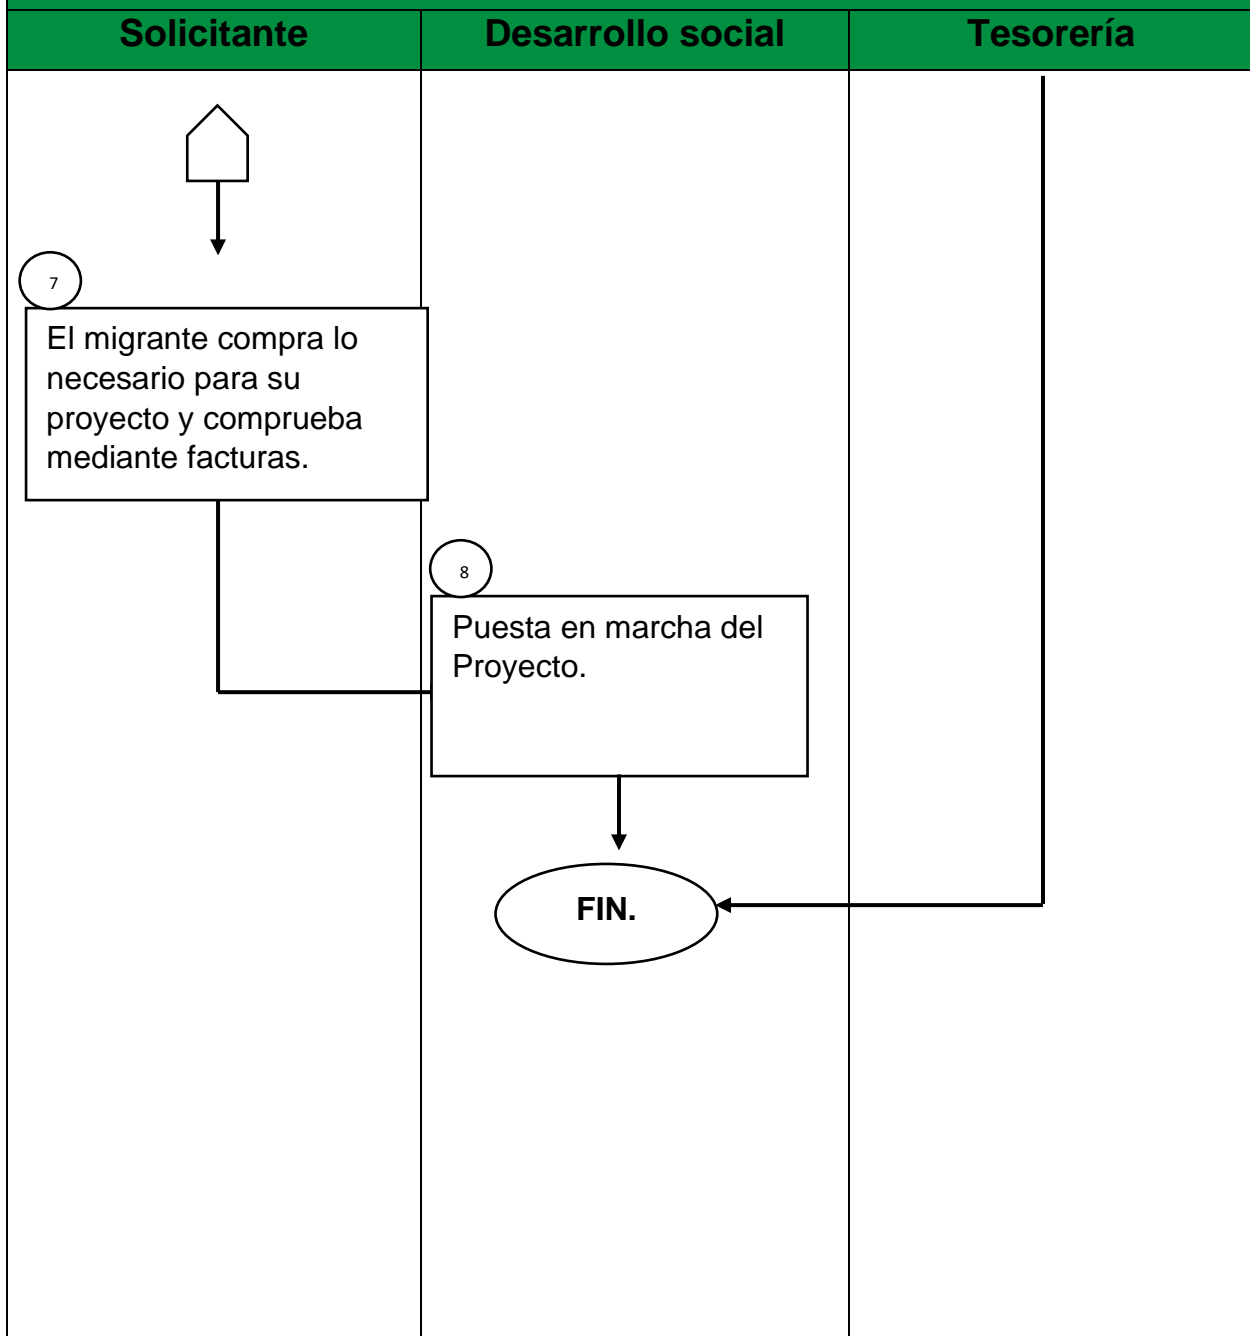 Solicitante
Desarrollo social
Tesorería
7
El migrante compra lo
necesario para su
proyecto y comprueba
mediante facturas.
8
Puesta en marcha del
Proyecto.
FIN.